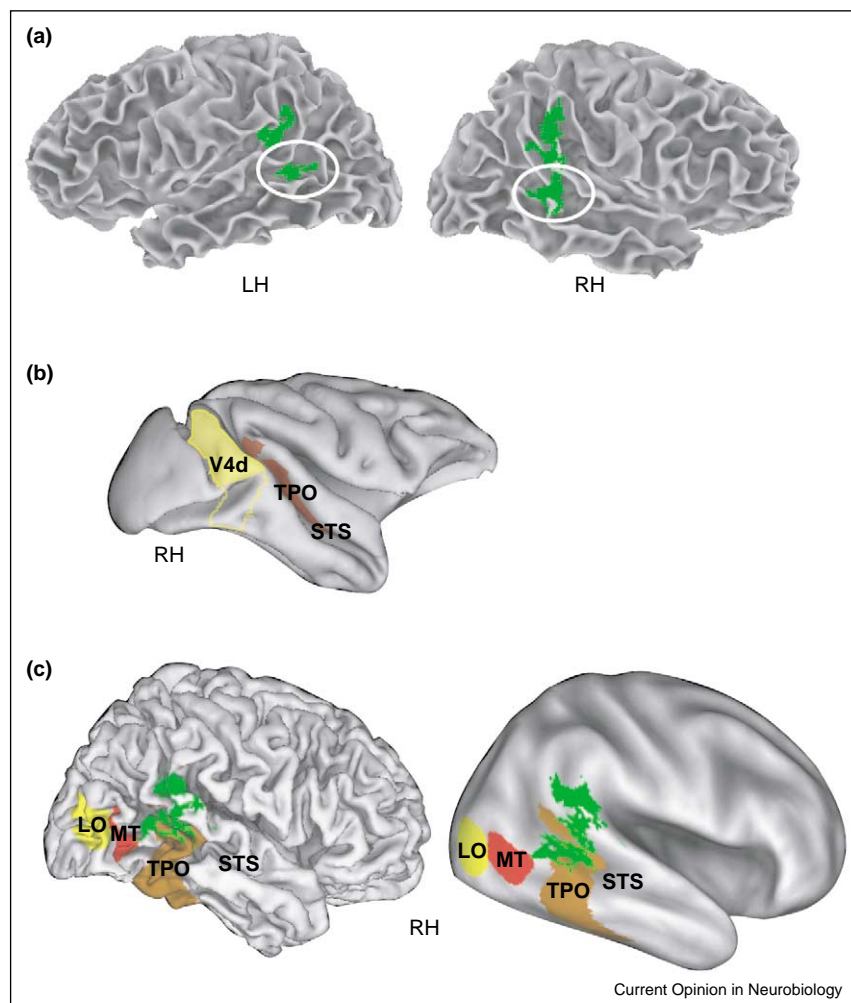 (a)
LH
RH
(b)
V4d
TPO
STS
RH
(c)
LO
MT
TPO
STS
LO
MT
TPO
STS
RH
Current Opinion in Neurobiology